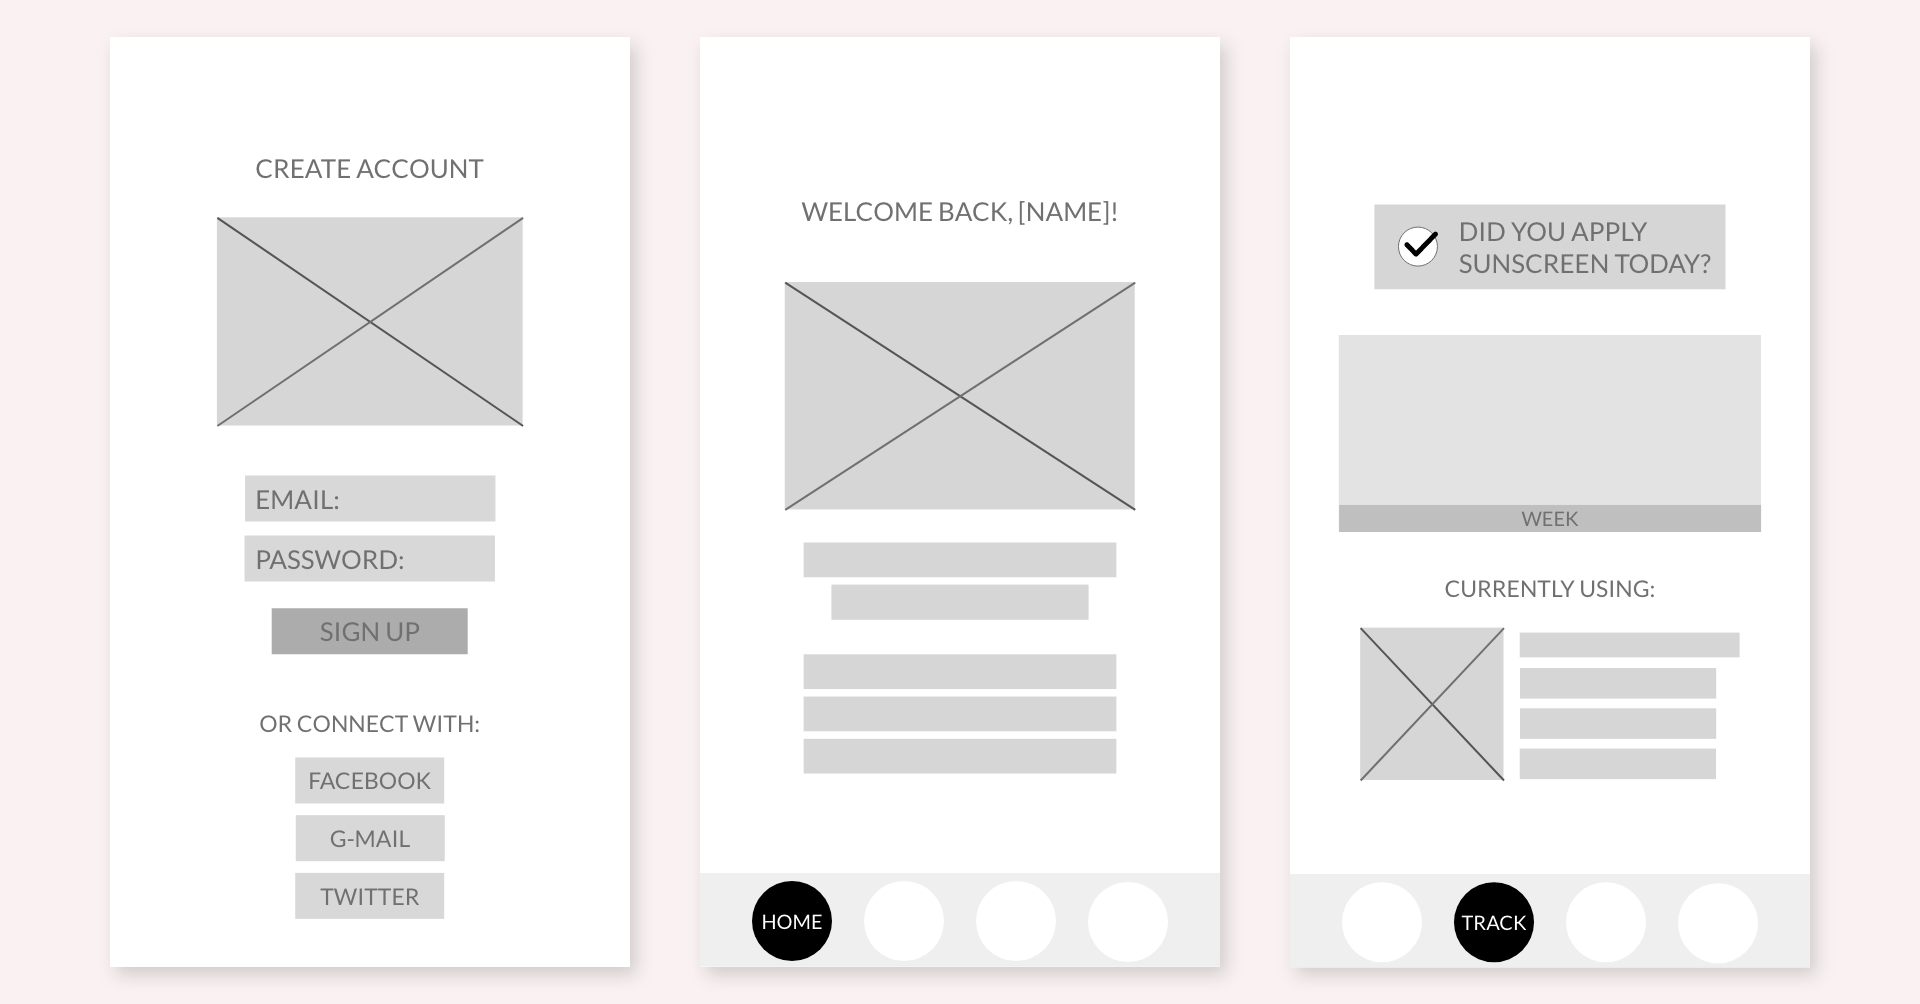 CREATE ACCOUNT
EMAIL:
PASSWORD:
SIGN UP
OR CONNECT WITH:
FACEBOOK
G-MAIL
TWITTER
WELCOME BACK, [NAME]!
HOME
DID YOU APPLY
SUNSCREEN TODAY?
WEEK
CURRENTLY USING:
TRACK